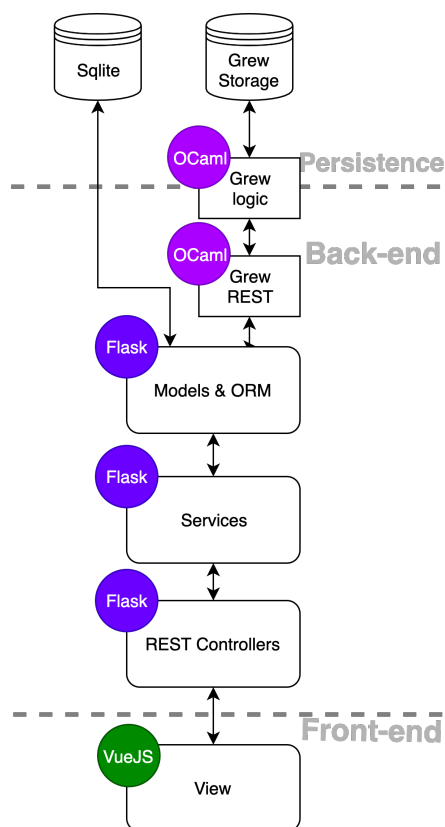 Sqlite
Grew
Storage
OCaml
Persistence
Grew
logic
OCaml
Back-end
Grew
REST
Flask
Models & ORM
Flask
Services
Flask
REST Controllers
Front-end
VueJS
View